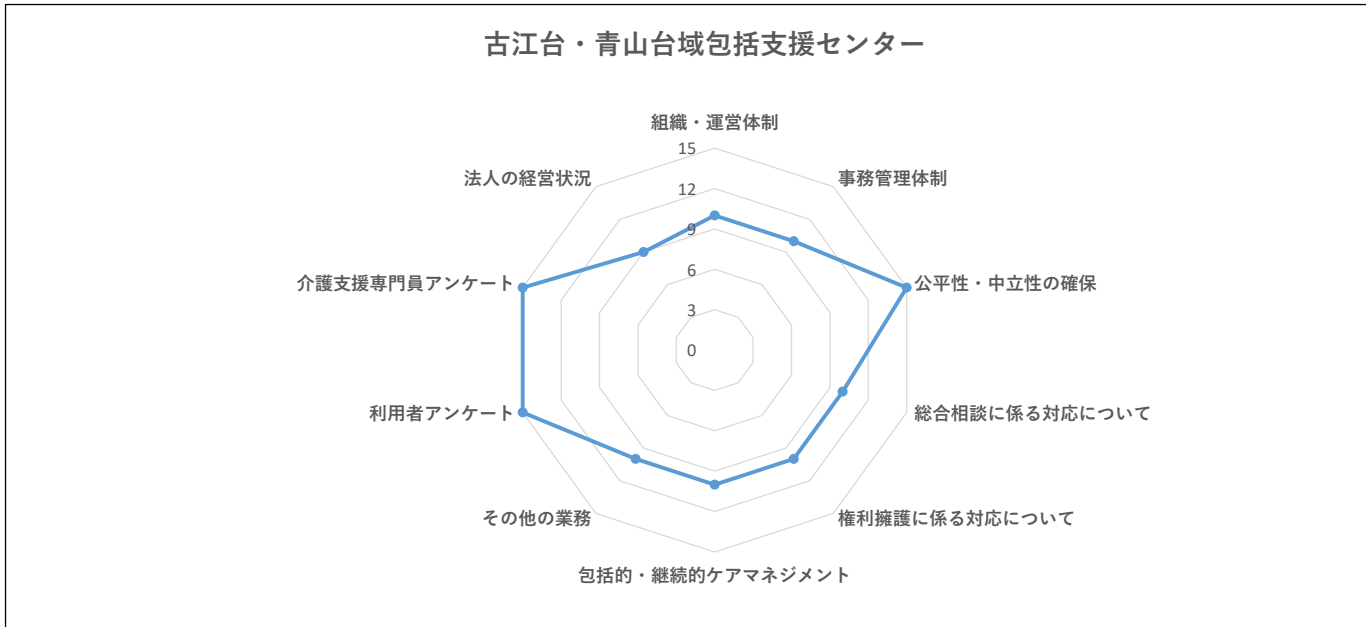 古江台・青山台域包括支援センター
組織・運営体制
15
法人の経営状況
事務管理体制
12
9
介護支援専門員アンケート
公平性・中立性の確保
6
3
0
利用者アンケート
総合相談に係る対応について
その他の業務
権利擁護に係る対応について
包括的・継続的ケアマネジメント